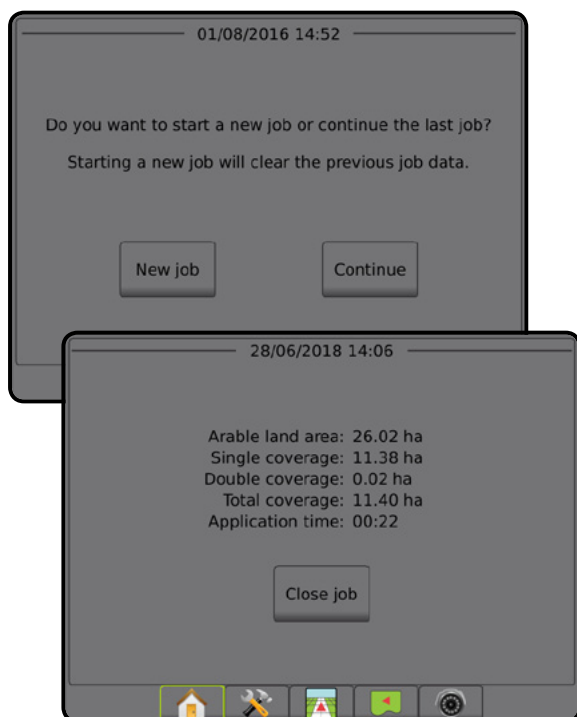 01/08/2016 14:52
Do you want to start a new job or continue the last job?
Starting a new job will clear the previous job data.
New job
Continue
28/06/2018 14:06
Arable land area: 26.02 ha
Single coverage: 11.38 ha
Double coverage: 0.02 ha
Total coverage: 11.40 ha
Application time: 00:22
Close job